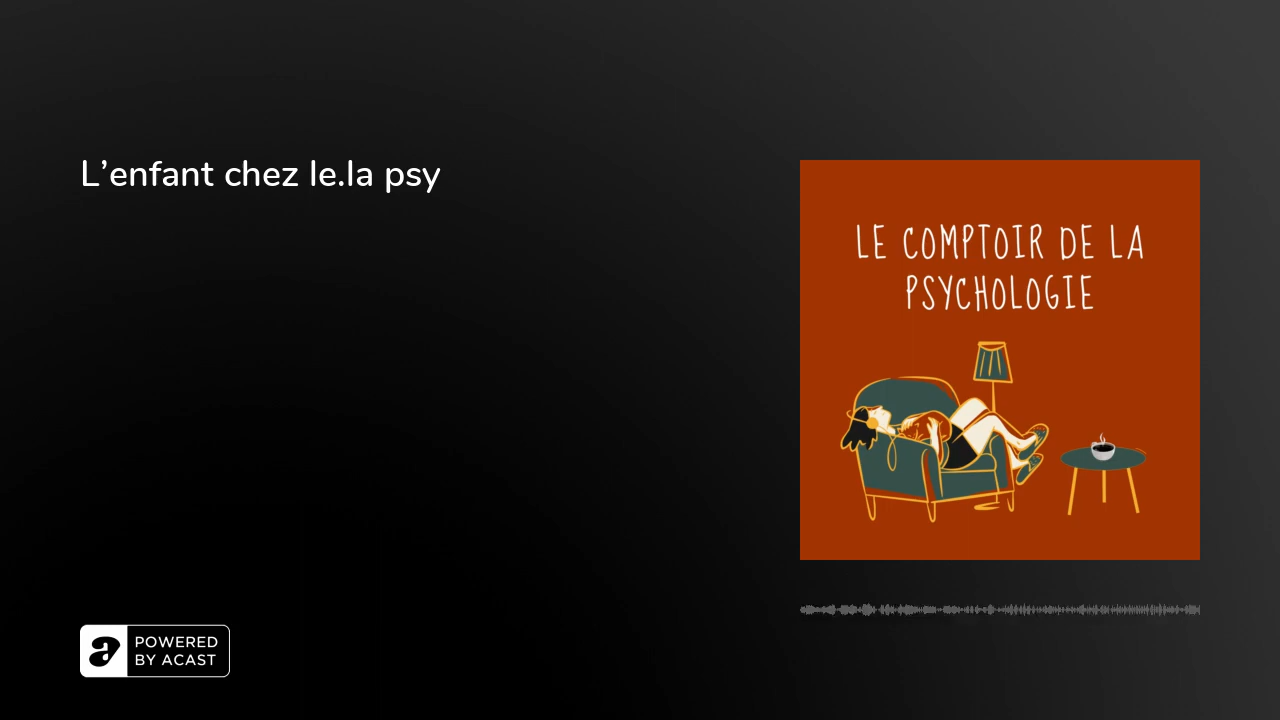 L’enfant chez le.la psy
LE COMPTOIR DE LA
PSYCHOLOGIE
POWERED
BY ACAST